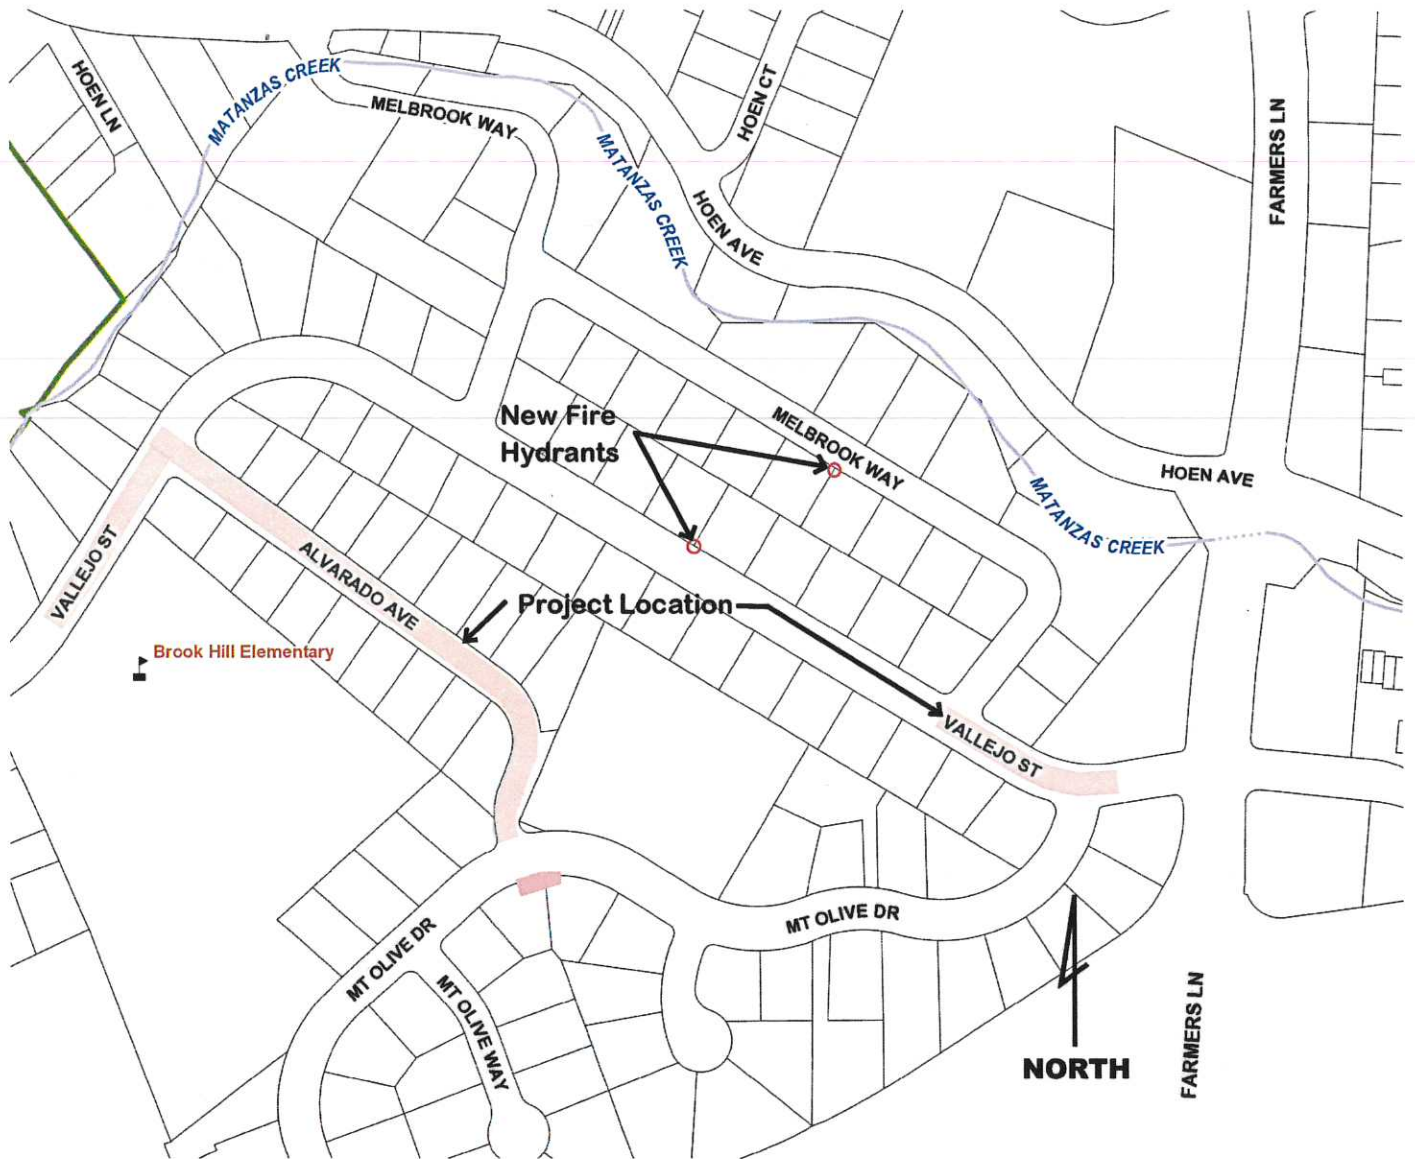 HOEN LN
MATANZAS CREEK
MELBROOK WAY
HOEN CT
FARMERS LN
MATANZAS CREEK
HOEN AVE
New Fire
Hydrants
MELBROOK WAY
HOEN AVE
MATANZAS CREEK
VALLEJO ST
ALVARADO AVE
Project Location
Brook Hill Elementary
VALLEJO ST
MT OLIVE DR
MT OLIVE DR
MT OLIVE WAY
NORTH
FARMERS LN